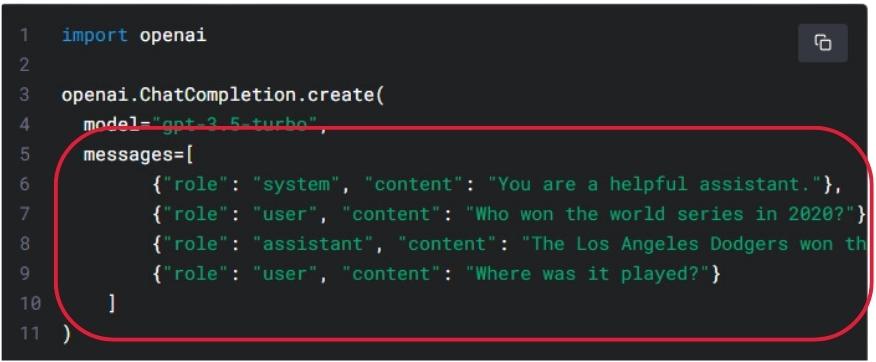 1 import openai
2
3 openai.ChatCompletion.create(
4 model="gpt-3.5-turbo",
5 messages=[
6 {"role": "system", "content": "You are a helpful assistant."},
7 {"role": "user", "content": "Who won the world series in 2020?"}
8 {"role": "assistant", "content": "The Los Angeles Dodgers won th
9 {"role": "user", "content": "Where was it played?"}
10 ]
11 )